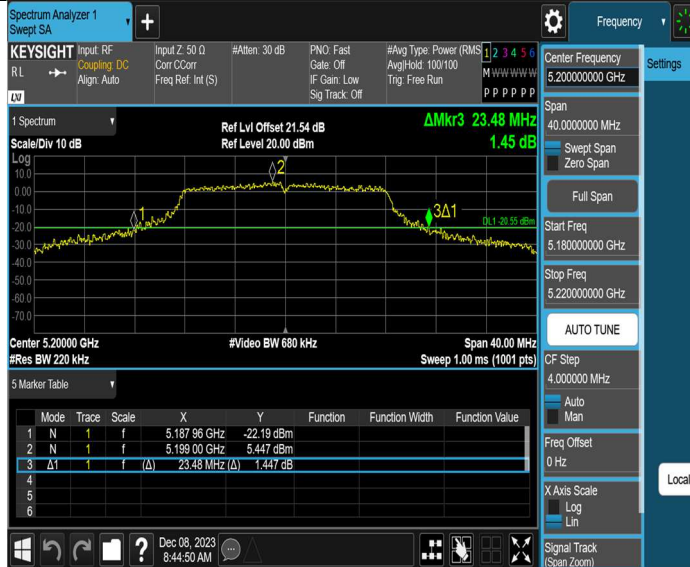 Spectrum Analyzer 1
Swept SA
+
Frequency
KEYSIGHT
RL
LXI
Input: RF
Coupling: DC
Align: Auto
Input Z: 50 Ω
Corr CCorr
Freq Ref: Int (S)
#Atten: 30 dB
PNO: Fast
Gate: Off
IF Gain: Low
Sig Track: Off
#Avg Type: Power (RMS
Avg|Hold: 100/100
Trig: Free Run
1 2 3 4 5 6
M W W W W W
P P P P P P
1 Spectrum
Scale/Div 10 dB
Ref Lvl Offset 21.54 dB
Ref Level 20.00 dBm
ΔMkr3 23.48 MHz
1.45 dB
Log
10.0
0.00
-10.0
-20.0
-30.0
-40.0
-50.0
-60.0
-70.0
1
2
3Δ1
DL1 -20.55 dBm
Center 5.20000 GHz
#Res BW 220 kHz
#Video BW 680 kHz
Span 40.00 MHz
Sweep 1.00 ms (1001 pts)
5 Marker Table
Mode Trace Scale X Y Function Function Width Function Value
1 N 1 f 5.187 96 GHz -22.19 dBm
2 N 1 f 5.199 00 GHz 5.447 dBm
3 Δ1 1 f (Δ) 23.48 MHz (Δ) 1.447 dB
4
5
6
?
Dec 08, 2023
8:44:50 AM
Center Frequency
5.200000000 GHz
Span
40.0000000 MHz
Swept Span
Zero Span
Full Span
Start Freq
5.180000000 GHz
Stop Freq
5.220000000 GHz
AUTO TUNE
CF Step
4.000000 MHz
Auto
Man
Freq Offset
0 Hz
X Axis Scale
Log
Lin
Signal Track
(Span Zoom)
Settings
Local